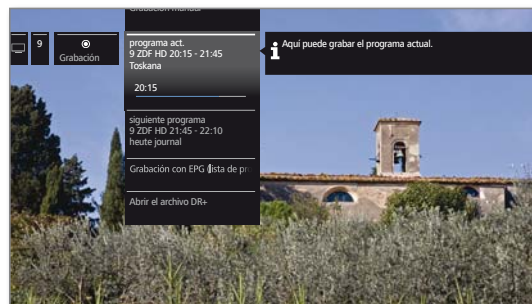 Grabación manual
9
Grabación
programa act.
9 ZDF HD 20:15 - 21:45
Toskana
20:15
Aquí puede grabar el programa actual.
siguiente programa
9 ZDF HD 21:45 - 22:10
heute journal
Grabación con EPG (lista de pr
Abrir el archivo DR+